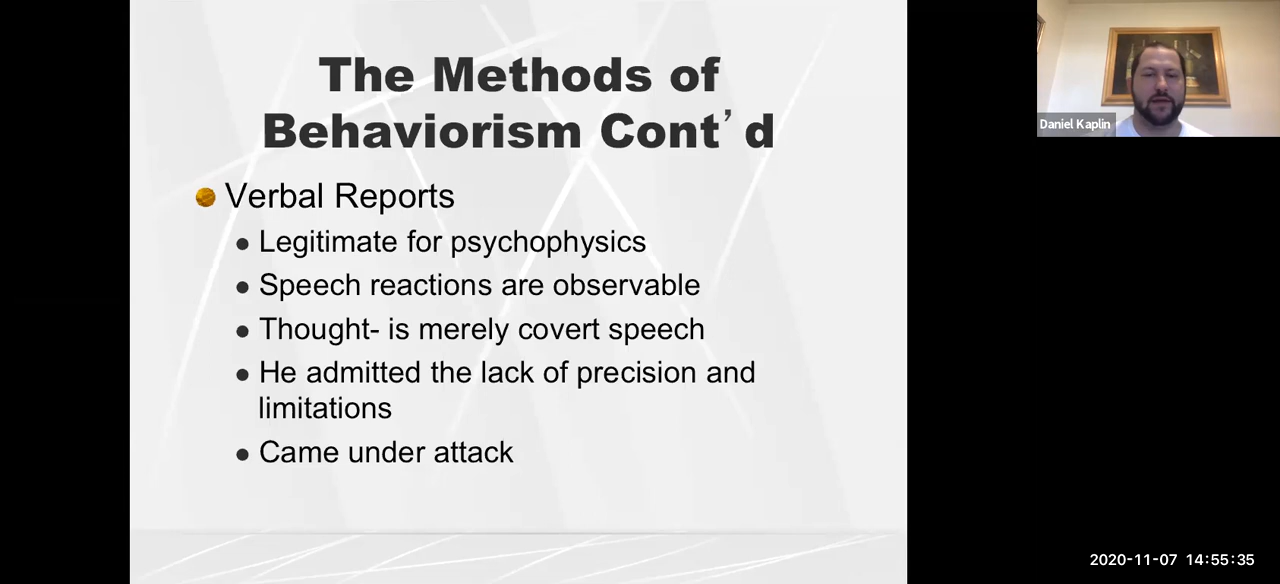 The Methods of
Behaviorism Cont’d
Verbal Reports
Legitimate for psychophysics
Speech reactions are observable
Thought- is merely covert speech
He admitted the lack of precision and
limitations
Came under attack
Daniel Kaplin
2020-11-07 14:55:35